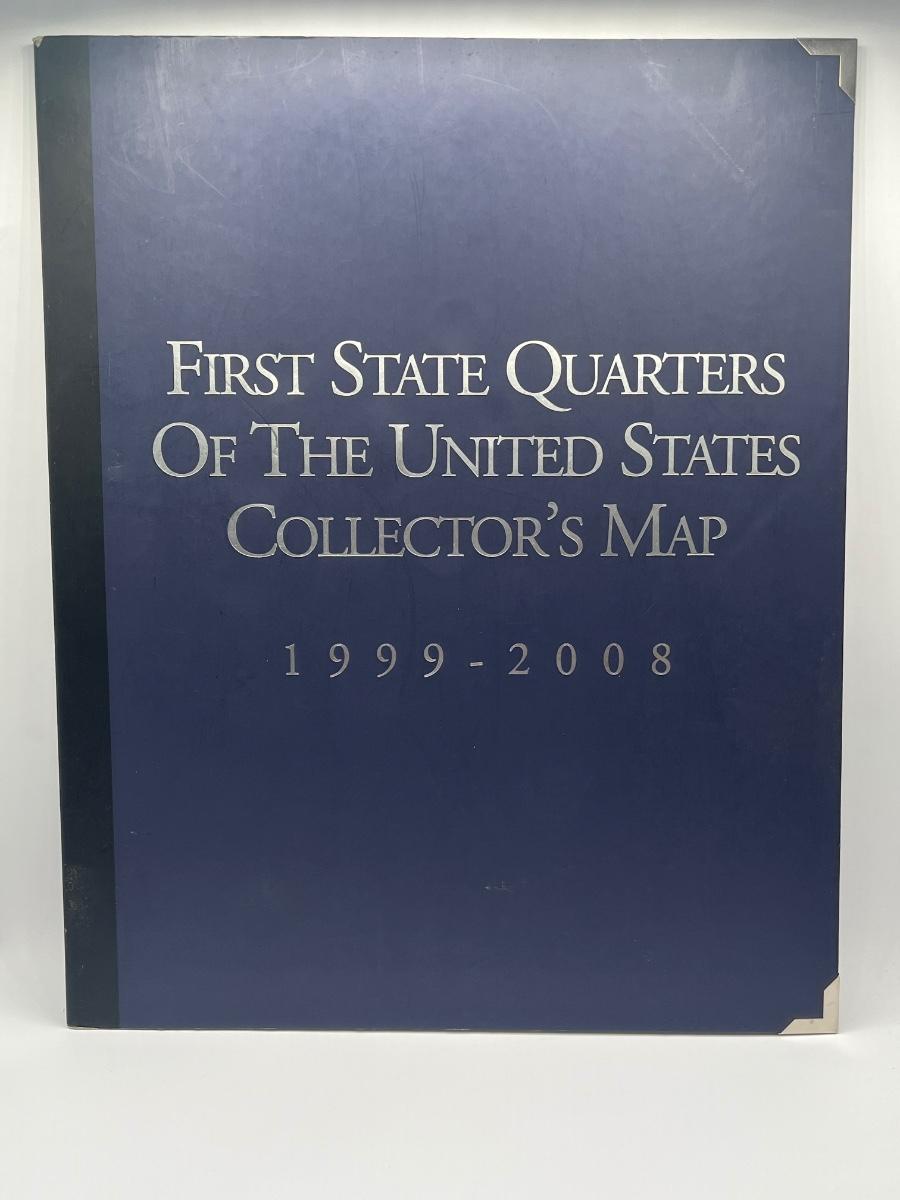 First State Quarters
Of The United States
Collector's Map
1999-2008